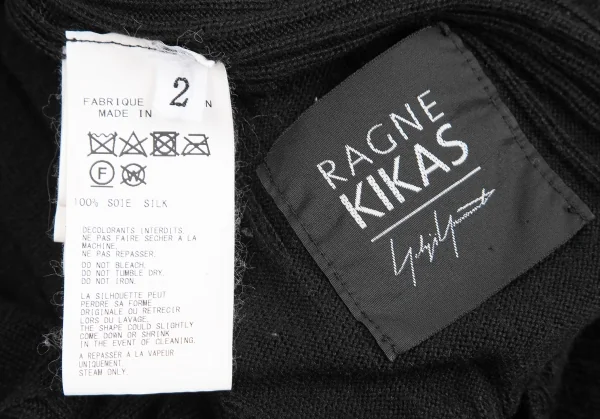 2
FABRIQUE
N
MADE IN
F
W
100% SOIE SILK
DECOLORANTS INTERDITS.
NE PAS FAIRE SECHER A LA
MACHINE.
NE PAS REPASSER.
DO NOT BLEACH.
DO NOT TUMBLE DRY.
DO NOT IRON.
LA SILHOUETTE PEUT
PERDRE SA FORME
ORIGINALE OU RETRECIR
LORS DU LAVAGE.
THE SHAPE COULD SLIGHTLY
COME DOWN OR SHRINK
IN THE EVENT OF CLEANING.
A REPASSER A LA VAPEUR
UNIQUEMENT.
STEAM ONLY.
RAGNE
KIKAS
Yohji Yamamoto